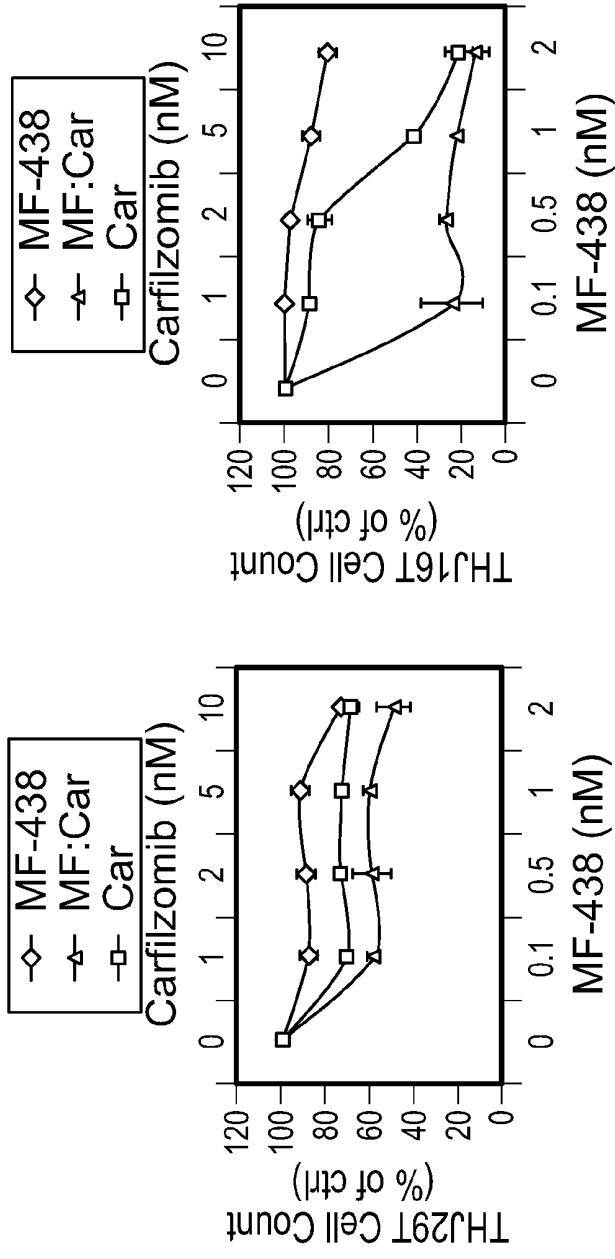 MF-438
MF:Car
Car
Carfilzomib (nM)
0 1 2 5 10
120
100
80
60
40
20
0
THJ29T Cell Count
(% of ctrl)
0 0.1 0.5 1 2
MF-438 (nM)
MF-438
MF:Car
Car
Carfilzomib (nM)
0 1 2 5 10
120
100
80
60
40
20
0
THJ16T Cell Count
(% of ctrl)
0 0.1 0.5 1 2
MF-438 (nM)